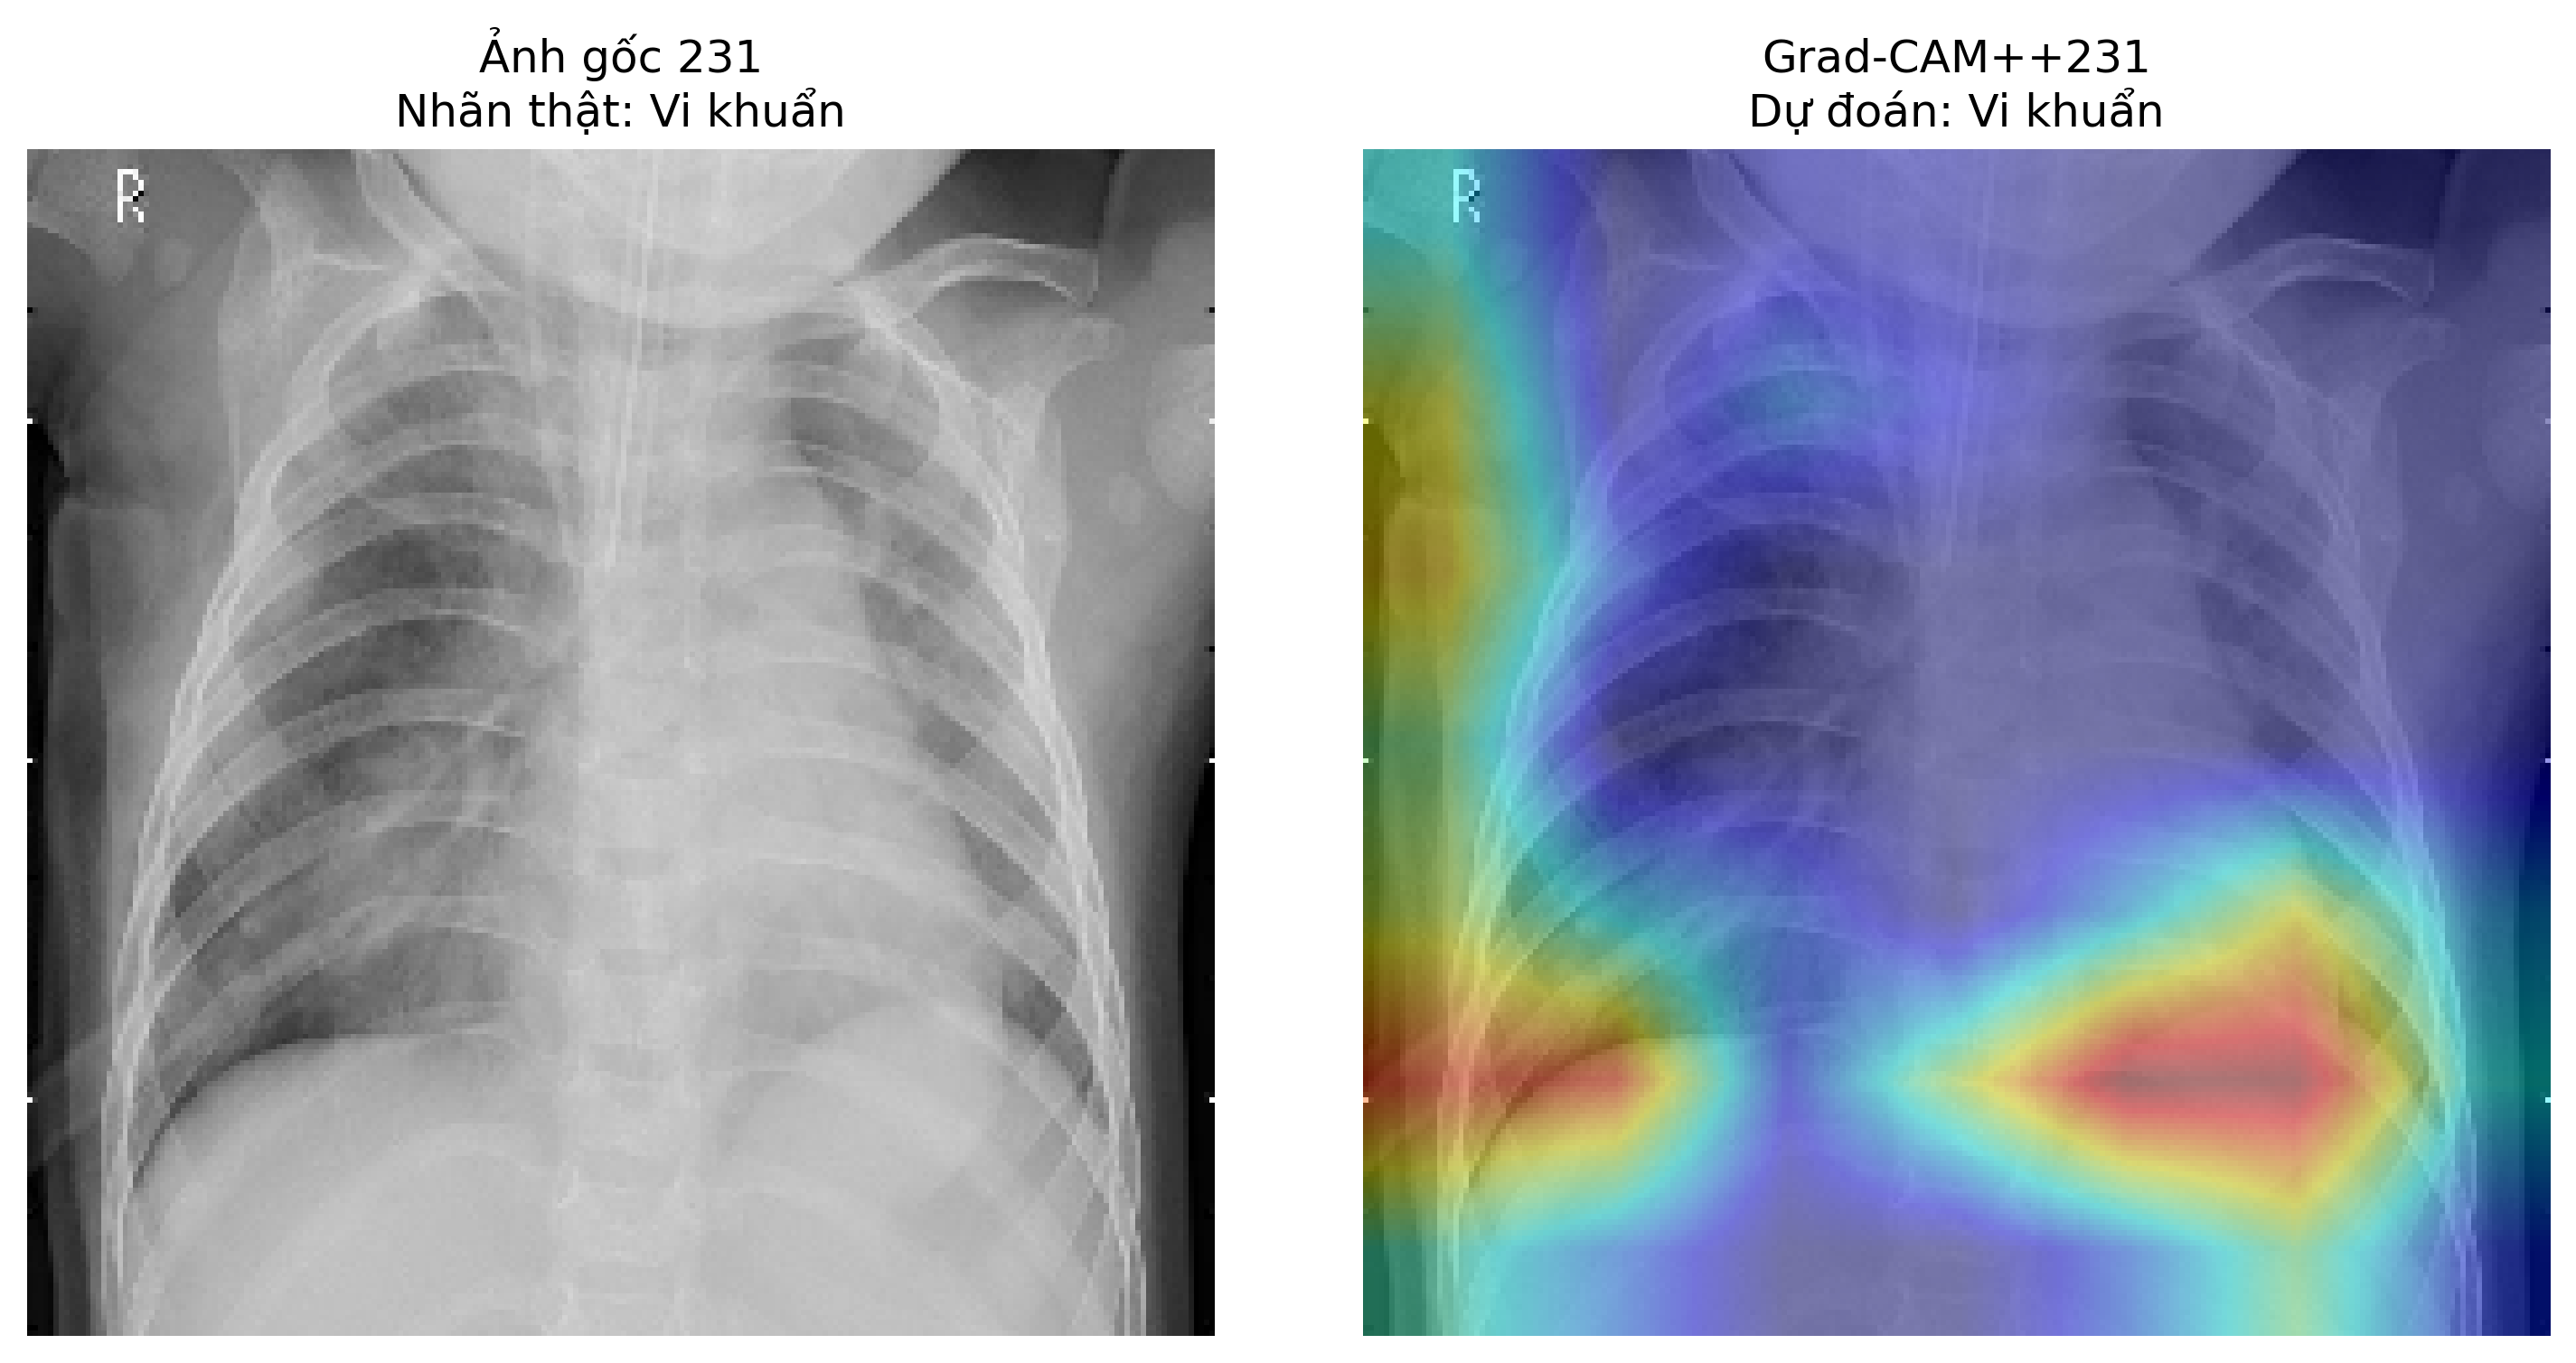 Ảnh gốc 231
Nhãn thật: Vi khuẩn
R
Grad-CAM++231
Dự đoán: Vi khuẩn
R